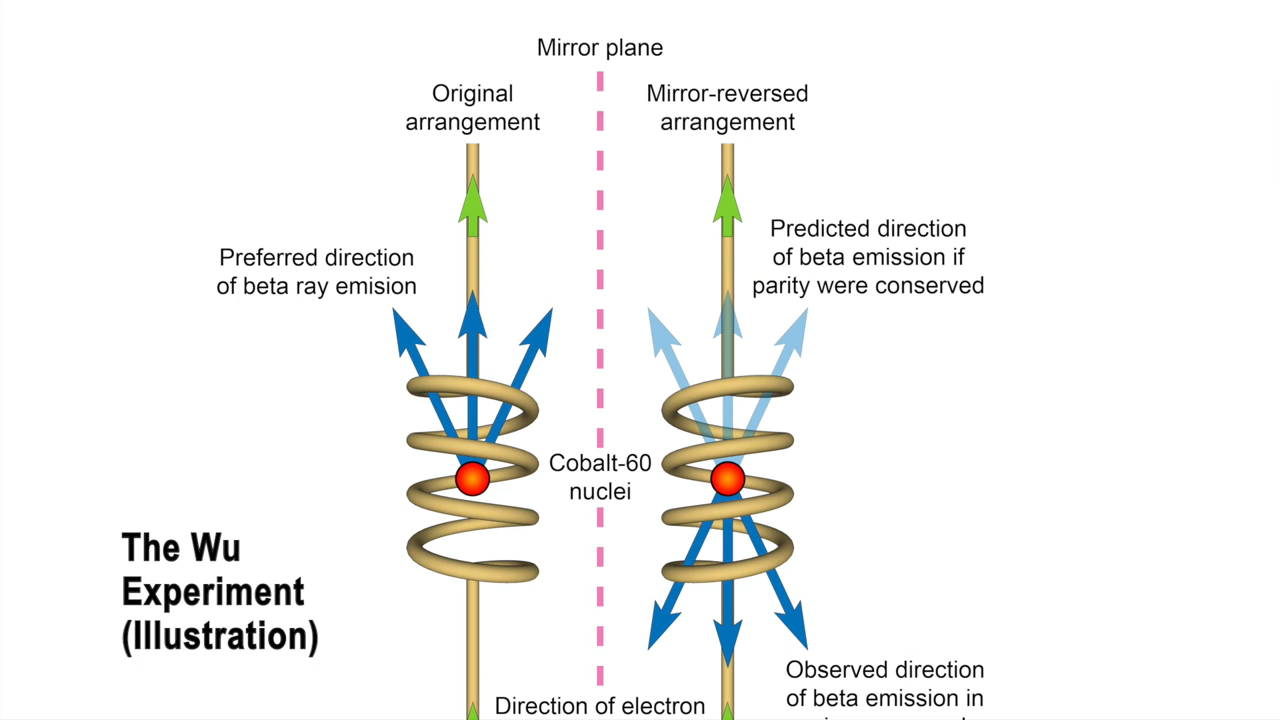 Mirror plane
Original
arrangement
Mirror-reversed
arrangement
Preferred direction
of beta ray emision
Predicted direction
of beta emission if
parity were conserved
Cobalt-60
nuclei
The Wu
Experiment
(Illustration)
Direction of electron
Observed direction
of beta emission in